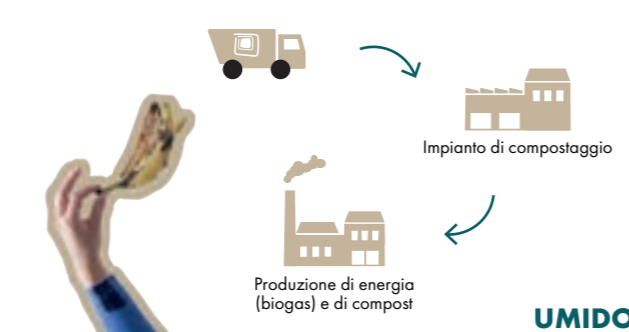 Impianto di compostaggio
Produzione di energia
(biogas) e di compost
UMIDO